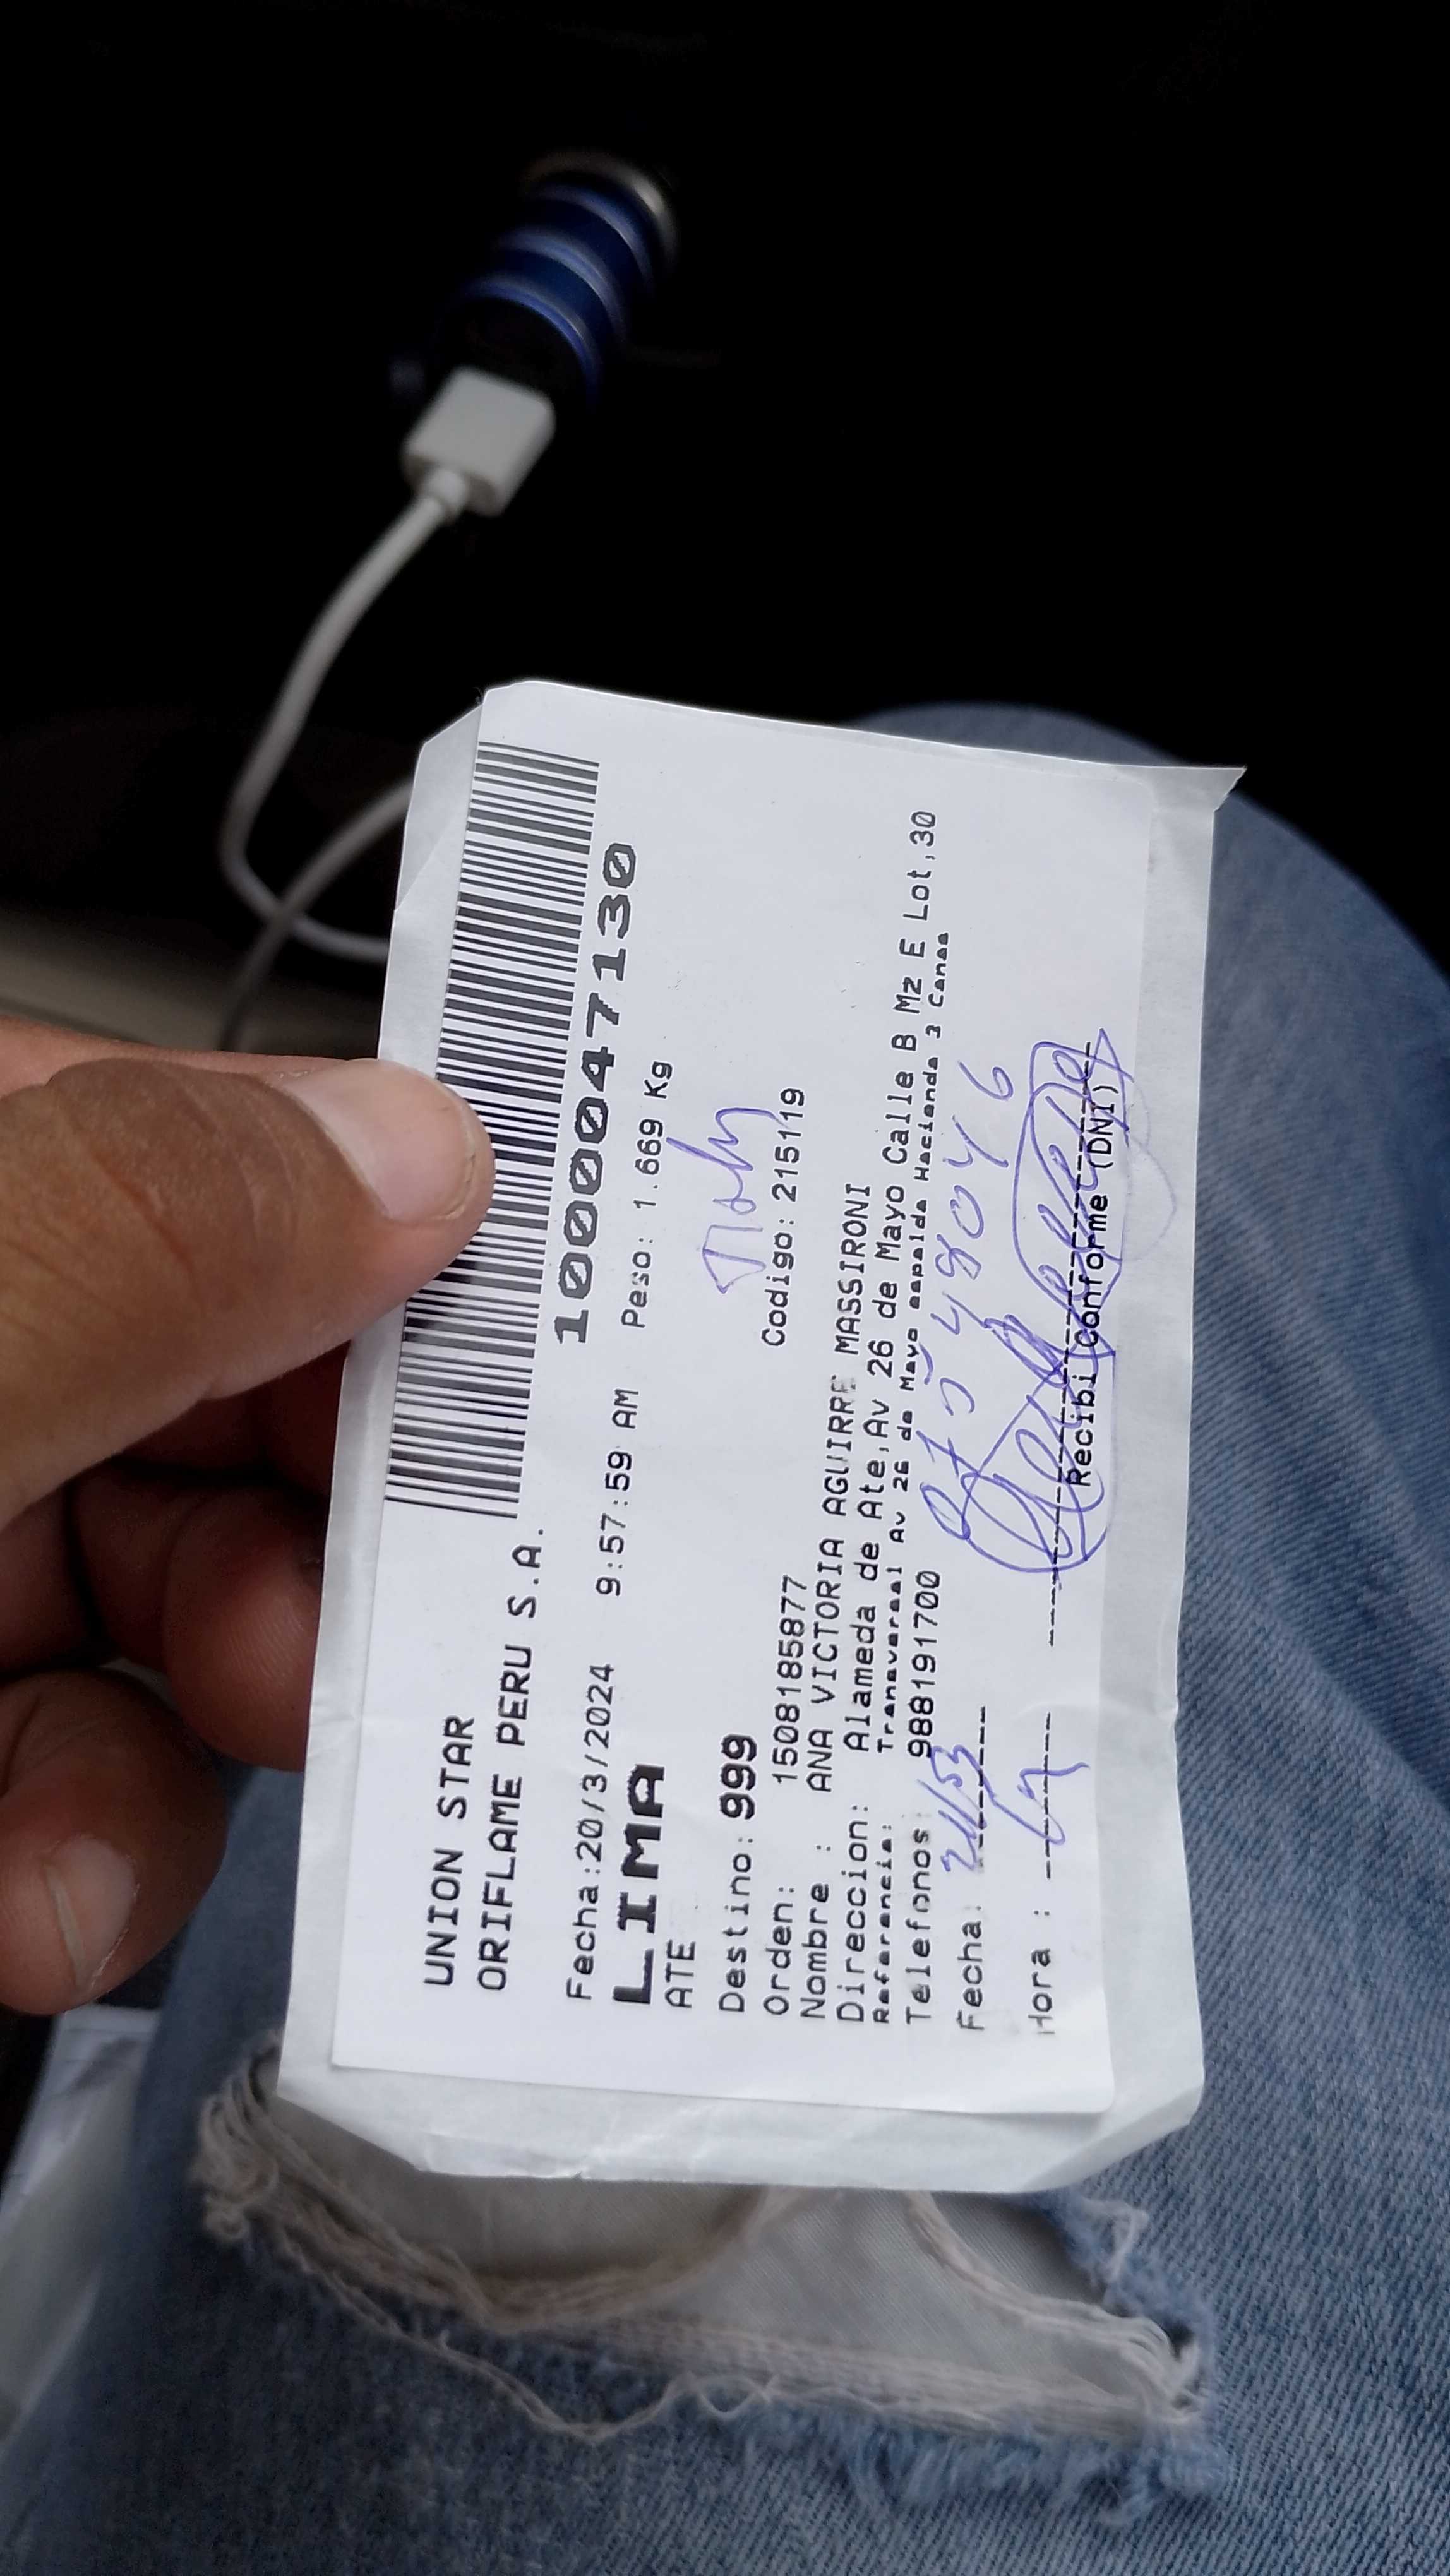 UNION STAR
ORIFLAME PERU S.A.
1000047130
Fecha:20/3/2024 9:57:59 AM Peso: 1.669 Kg
LIMA
ATE
Destino: 999
Orden: 150818587７ Codigo: 215119
Nombre : ANA VICTORIA AGUIRRE MASSIRONI
Direccion: Alameda de Ate,Av 26 de Mayo Calle B Mz E Lot,30
Referencia: Transversal Av 26 de Mayo espalda Hacienda 3 Canas
Telefonos: 988191700
Fecha: 21/53
Hora :
Recibi Conforme (DNI)